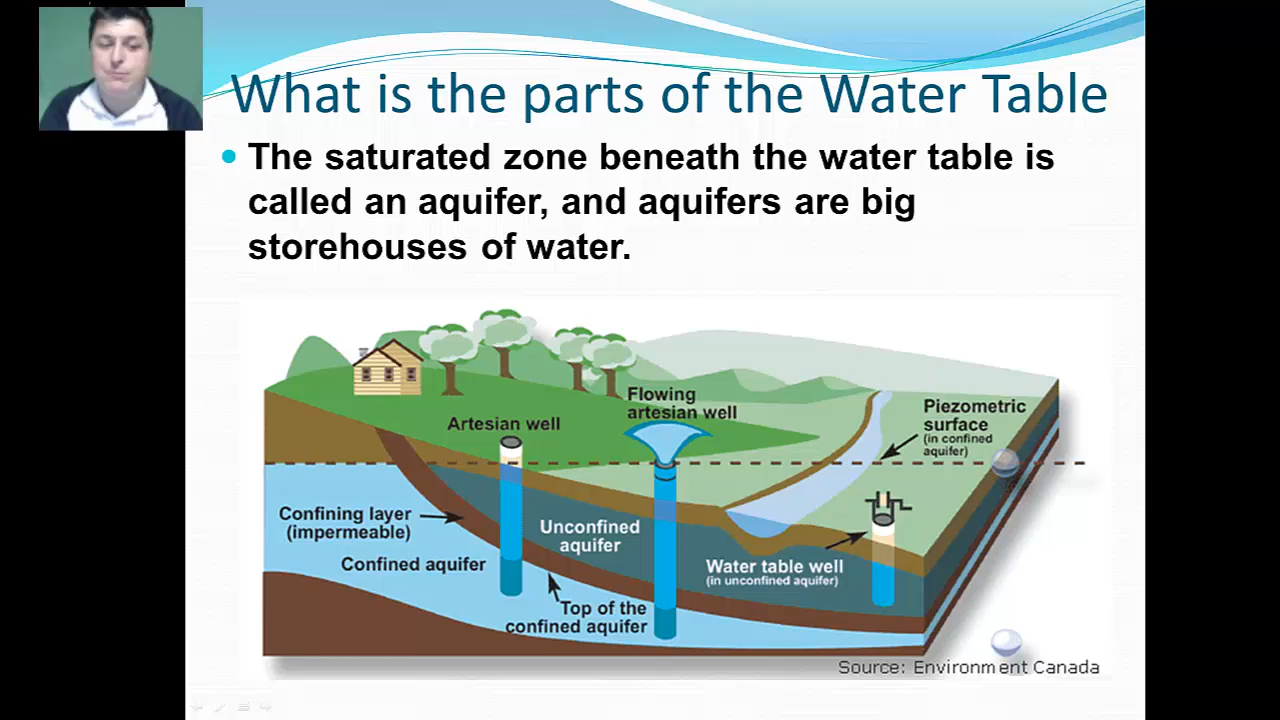 What is the parts of the Water Table
The saturated zone beneath the water table is
called an aquifer, and aquifers are big
storehouses of water.
Flowing
artesian well
Artesian well
Piezometric
surface
(in confined
aquifer)
Confining layer
(impermeable)
Unconfined
aquifer
Confined aquifer
Water table well
(in unconfined aquifer)
Top of the
confined aquifer
Source: Environment Canada